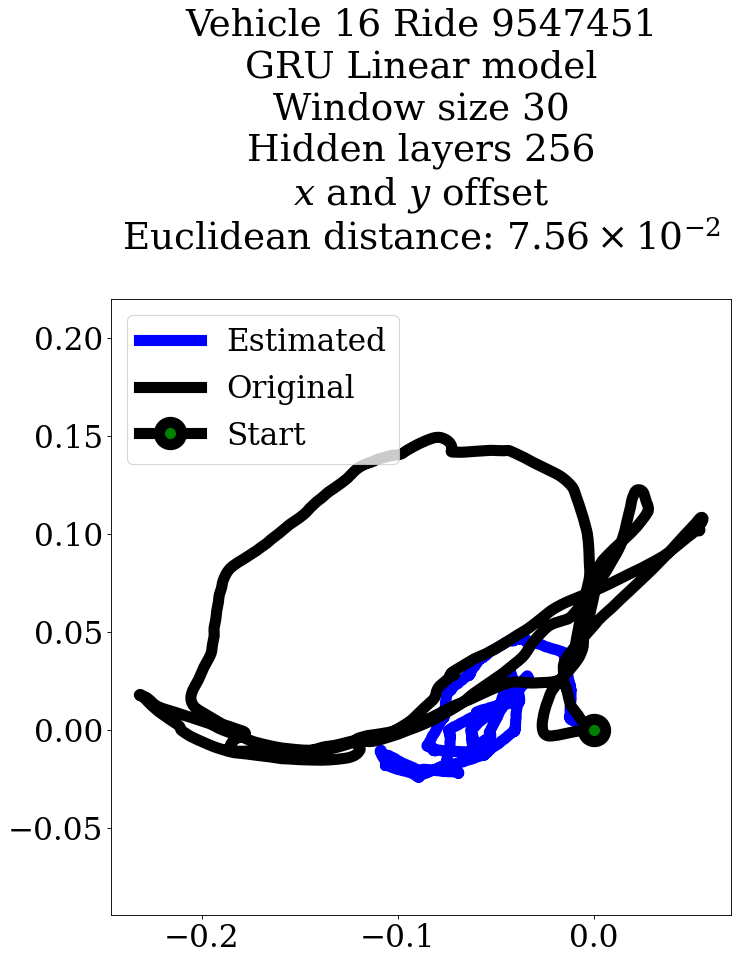 Vehicle 16 Ride 9547451
GRU Linear model
Window size 30
Hidden layers 256
x and y offset
Euclidean distance: 7.56 × 10⁻²
Estimated
Original
Start
0.20
0.15
0.10
0.05
0.00
−0.05
−0.2
−0.1
0.0